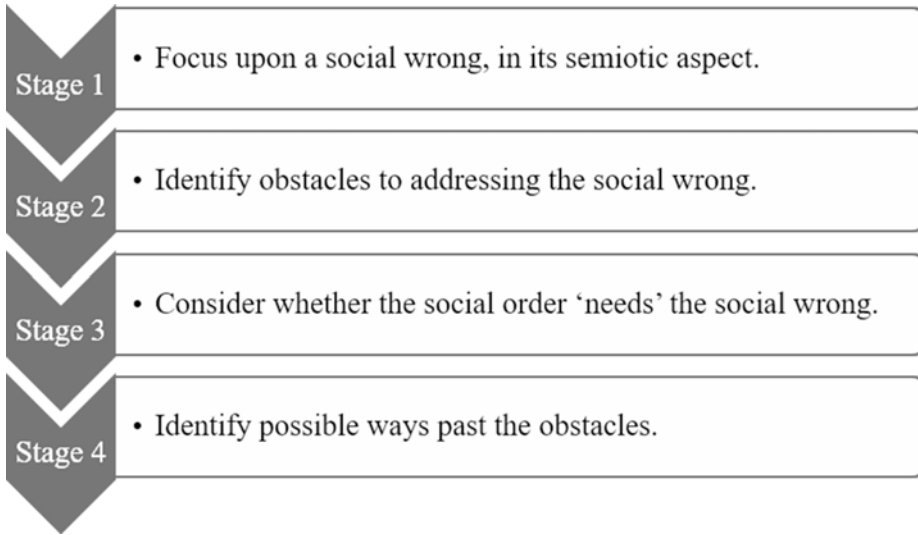 Stage 1
• Focus upon a social wrong, in its semiotic aspect.
Stage 2
• Identify obstacles to addressing the social wrong.
Stage 3
• Consider whether the social order ‘needs’ the social wrong.
Stage 4
• Identify possible ways past the obstacles.